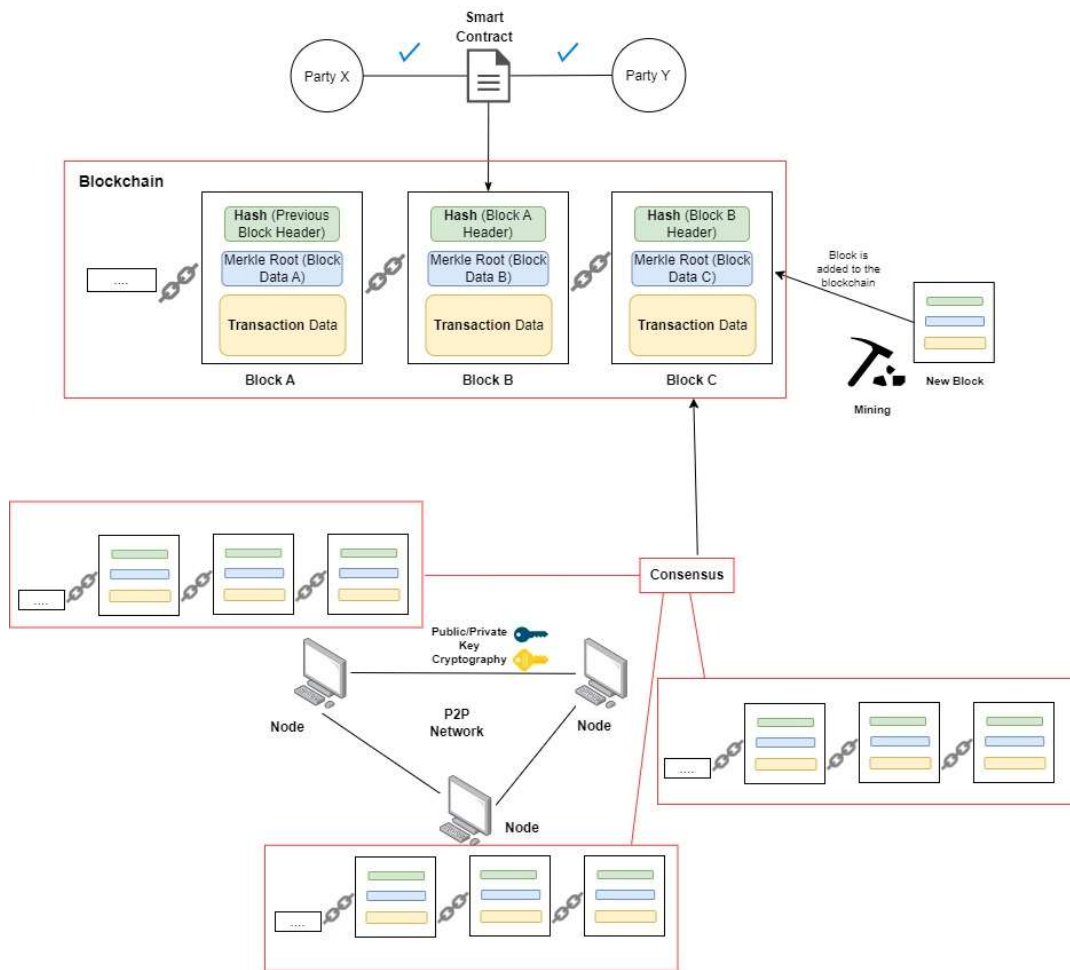 Smart
Contract
Party X
Party Y
Blockchain
Hash (Previous
Block Header)
Merkle Root (Block
Data A)
Transaction Data
Block A
Hash (Block A
Header)
Merkle Root (Block
Data B)
Transaction Data
Block B
Hash (Block B
Header)
Merkle Root (Block
Data C)
Transaction Data
Block C
....
Block is
added to the
blockchain
New Block
Mining
Consensus
....
Public/Private
Key
Cryptography
Node
P2P
Network
Node
Node
....
....